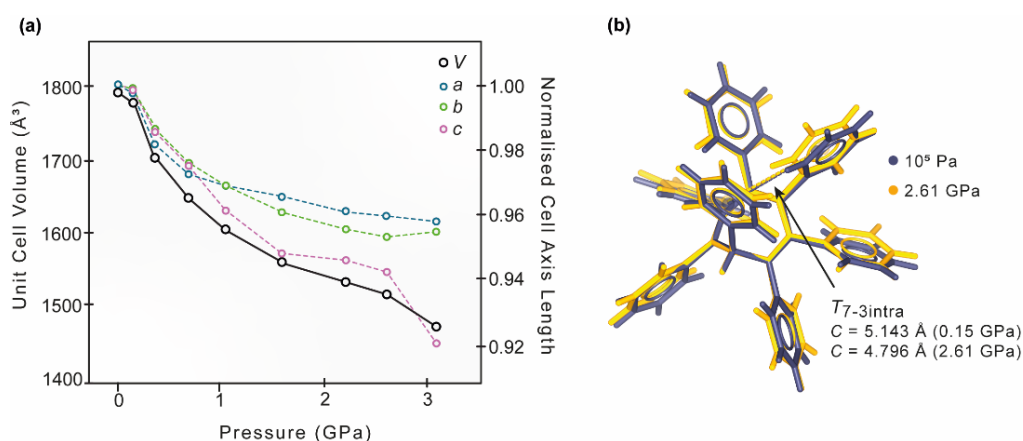 (a)
Unit Cell Volume (Å³)
1800
1700
1600
1500
1400
0
1
2
3
Pressure (GPa)
V
a
b
c
1.00
0.98
0.96
0.94
0.92
Normalised Cell Axis Length
(b)
10⁵ Pa
2.61 GPa
T7-3intra
C = 5.143 Å (0.15 GPa)
C = 4.796 Å (2.61 GPa)